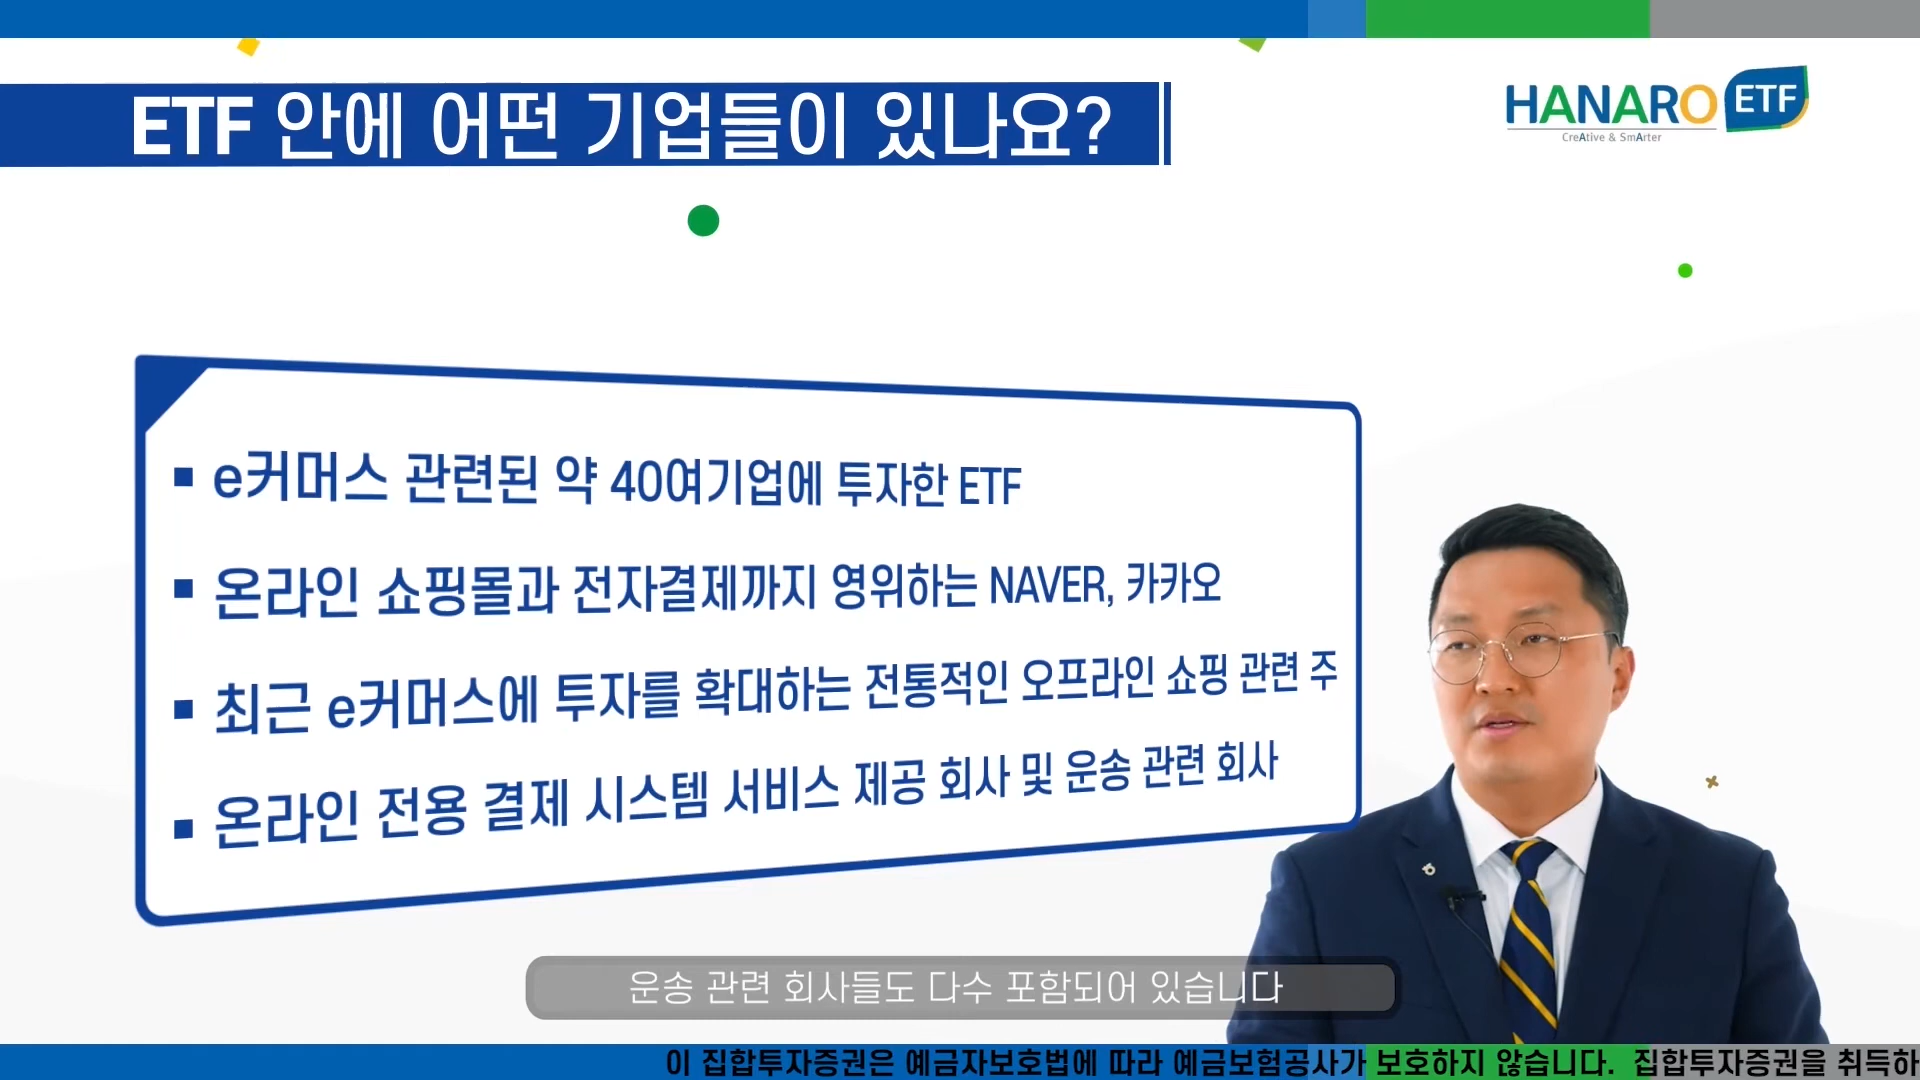 ETF 안에 어떤 기업들이 있나요?
HANARO ETF
CreAtive & SmArter
e커머스 관련된 약 40여기업에 투자한 ETF
온라인 쇼핑몰과 전자결제까지 영위하는 NAVER, 카카오
최근 e커머스에 투자를 확대하는 전통적인 오프라인 쇼핑 관련 주
온라인 전용 결제 시스템 서비스 제공 회사 및 운송 관련 회사
운송 관련 회사들도 다수 포함되어 있습니다
이 집합투자증권은 예금자보호법에 따라 예금보험공사가 보호하지 않습니다. 집합투자증권을 취득하